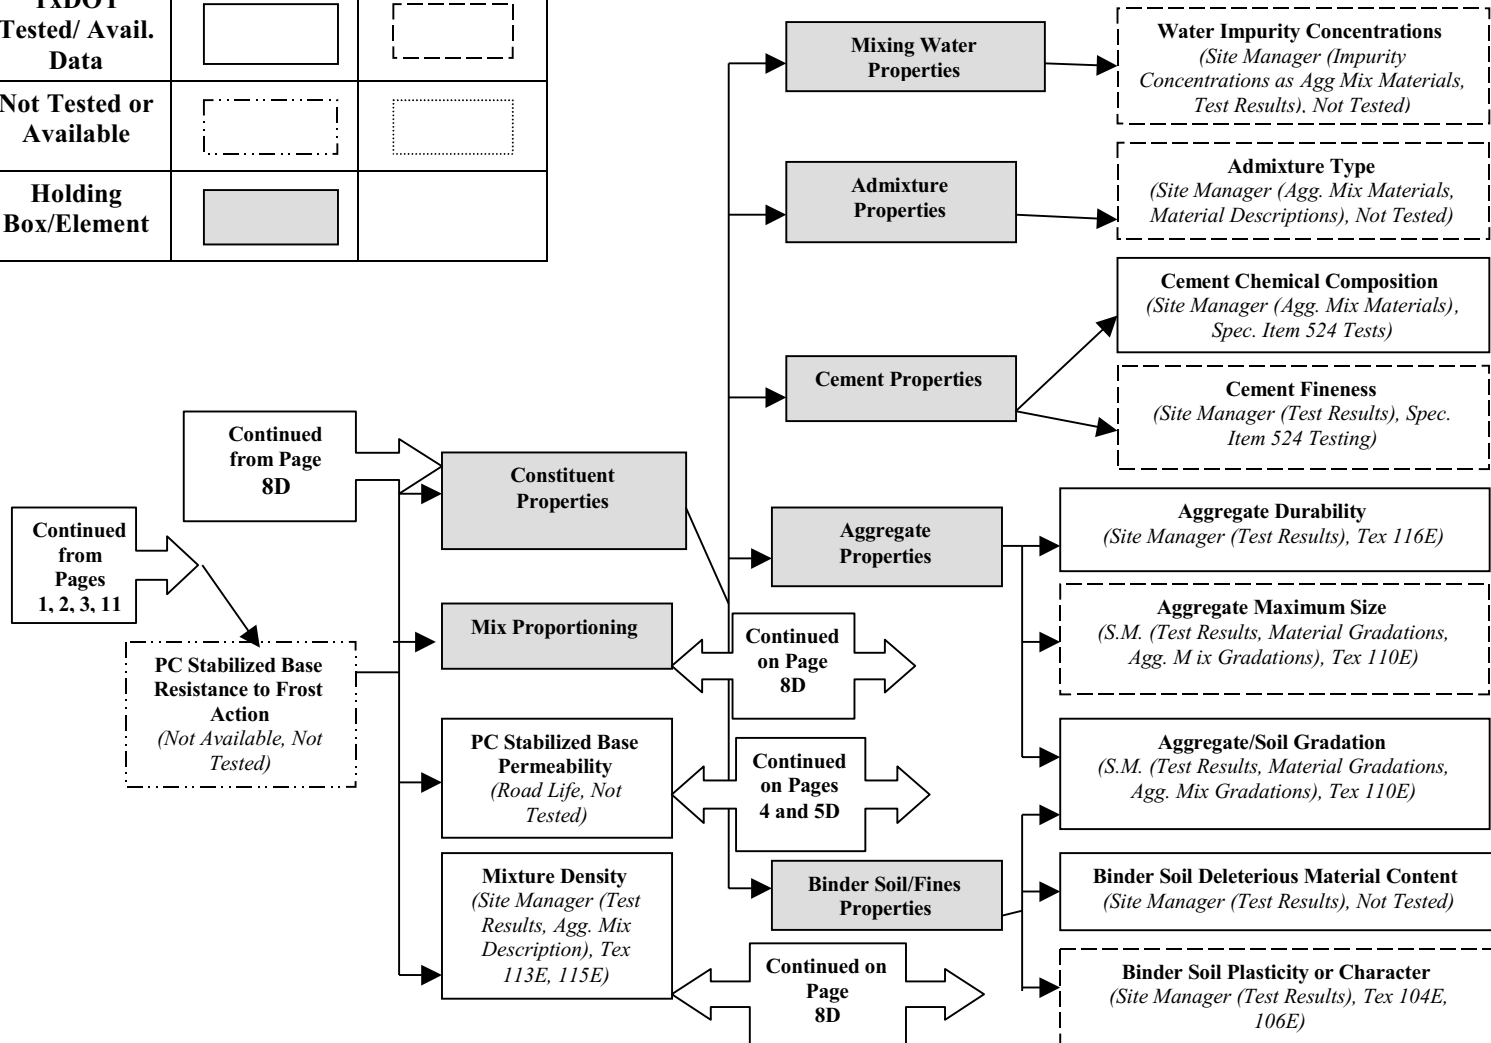 TxDOT
Tested/ Avail.
Data
Not Tested or
Available
Holding
Box/Element
Mixing Water
Properties
Water Impurity Concentrations
(Site Manager (Impurity
Concentrations as Agg Mix Materials,
Test Results), Not Tested)
Admixture
Properties
Admixture Type
(Site Manager (Agg. Mix Materials,
Material Descriptions), Not Tested)
Cement Properties
Cement Chemical Composition
(Site Manager (Agg. Mix Materials),
Spec. Item 524 Tests)
Cement Fineness
(Site Manager (Test Results), Spec.
Item 524 Testing)
Continued
from Page
8D
Continued
from
Pages
1, 2, 3, 11
PC Stabilized Base
Resistance to Frost
Action
(Not Available, Not
Tested)
Constituent
Properties
Mix Proportioning
Continued
on Page
8D
PC Stabilized Base
Permeability
(Road Life, Not
Tested)
Continued
on Pages
4 and 5D
Mixture Density
(Site Manager (Test
Results, Agg. Mix
Description), Tex
113E, 115E)
Continued on
Page
8D
Aggregate
Properties
Aggregate Durability
(Site Manager (Test Results), Tex 116E)
Aggregate Maximum Size
(S.M. (Test Results, Material Gradations,
Agg. M ix Gradations), Tex 110E)
Aggregate/Soil Gradation
(S.M. (Test Results, Material Gradations,
Agg. Mix Gradations), Tex 110E)
Binder Soil/Fines
Properties
Binder Soil Deleterious Material Content
(Site Manager (Test Results), Not Tested)
Binder Soil Plasticity or Character
(Site Manager (Test Results), Tex 104E,
106E)